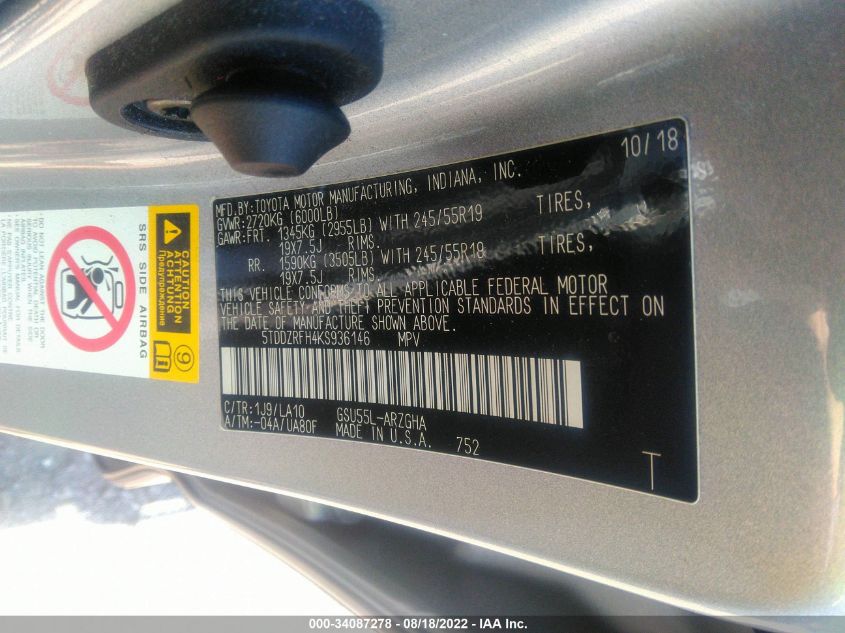 10/18
MFD.BY:TOYOTA MOTOR MANUFACTURING, INDIANA, INC.
GVWR:2720KG (6000LB)
GAWR:FRT. 1345KG (2955LB) WITH 245/55R19 TIRES,
19X7.5J RIMS.
RR. 1590KG (3505LB) WITH 245/55R19 TIRES,
19X7.5J RIMS
THIS VEHICLE CONFORMS TO ALL APPLICABLE FEDERAL MOTOR
VEHICLE SAFETY AND THEFT PREVENTION STANDARDS IN EFFECT ON
THE DATE OF MANUFACTURE SHOWN ABOVE.
5TDDZRFH4KS936146 MPV
C/TR:1J9/LA10 GSU55L-ARZGHA
A/TM:-04A/UA80F MADE IN U.S.A. 752
T
SRS SIDE AIRBAG
CAUTION
ATTENTION
ACHTUNG
Предупреждение
9
000-34087278 - 08/18/2022 - IAA Inc.